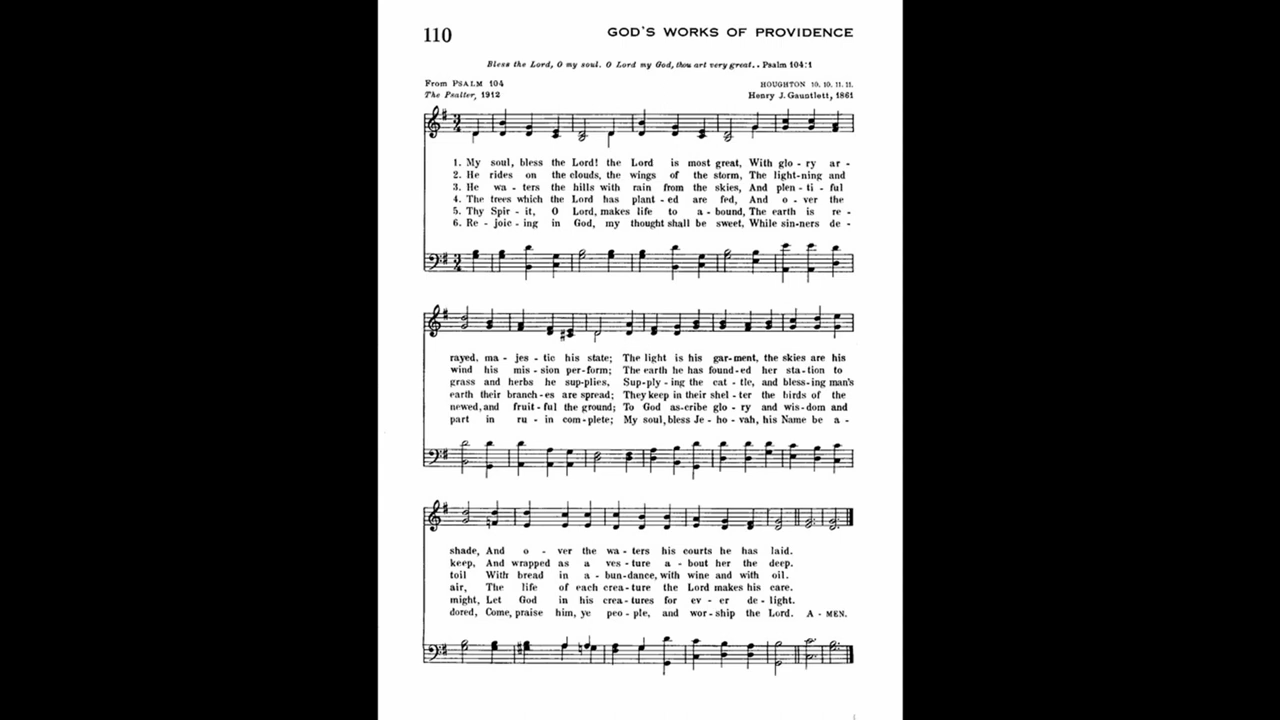 110 GOD'S WORKS OF PROVIDENCE
Bless the Lord, O my soul. O Lord my God, thou art very great.. Psalm 104:1
From PSALM 104 HOUGHTON 10. 10. 11. 11.
The Psalter, 1912 Henry J. Gauntlett, 1861
1. My soul, bless the Lord! the Lord is most great, With glo - ry ar -
2. He rides on the clouds, the wings of the storm, The light-ning and
3. He wa - ters the hills with rain from the skies, And plen - ti - ful
4. The trees which the Lord has plant - ed are fed, And o - ver the
5. Thy Spir - it, O Lord, makes life to a - bound, The earth is re -
6. Re - joic - ing in God, my thought shall be sweet, While sin-ners de -
rayed, ma - jes - tic his state; The light is his gar-ment, the skies are his
wind his mis - sion per-form; The earth he has found-ed her sta - tion to
grass and herbs he sup-plies, Sup-ply - ing the cat - tle, and bless-ing man's
earth their branch-es are spread; They keep in their shel - ter the birds of the
newed, and fruit - ful the ground; To God as-cribe glo - ry and wis-dom and
part in ru - in com-plete; My soul, bless Je - ho - vah, his Name be a -
shade, And o - ver the wa - ters his courts he has laid.
keep, And wrapped as a ves - ture a - bout her the deep.
toil With bread in a - bun-dance, with wine and with oil.
air, The life of each crea-ture the Lord makes his care.
might, Let God in his crea-tures for ev - er de - light.
dored, Come, praise him, ye peo - ple, and wor-ship the Lord. A - MEN.